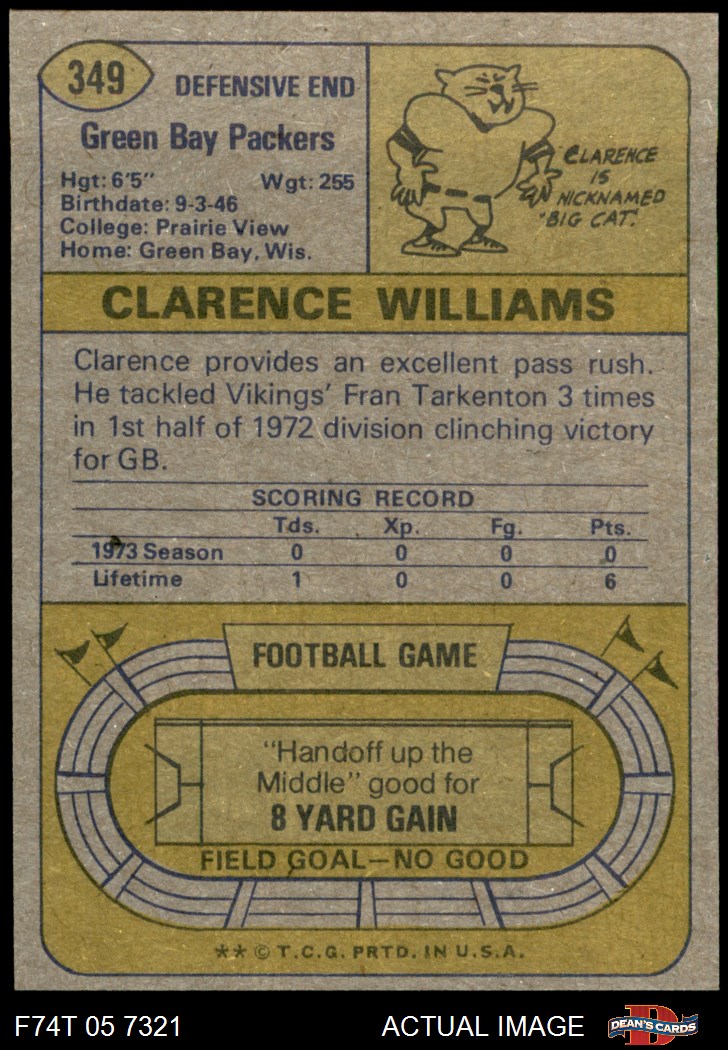 349
DEFENSIVE END
Green Bay Packers
Hgt: 6'5" Wgt: 255
Birthdate: 9-3-46
College: Prairie View
Home: Green Bay, Wis.
CLARENCE
IS
NICKNAMED
"BIG CAT."
CLARENCE WILLIAMS
Clarence provides an excellent pass rush.
He tackled Vikings' Fran Tarkenton 3 times
in 1st half of 1972 division clinching victory
for GB.
SCORING RECORD
Tds. Xp. Fg. Pts.
1973 Season 0 0 0 0
Lifetime 1 0 0 6
FOOTBALL GAME
"Handoff up the
Middle" good for
8 YARD GAIN
FIELD GOAL—NO GOOD
** © T.C.G. PRTD. IN U.S.A.
F74T 05 7321 ACTUAL IMAGE DEAN'S CARDS